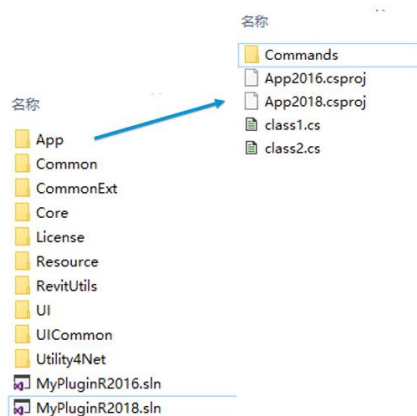 名称
App
Common
CommonExt
Core
License
Resource
RevitUtils
UI
UICommon
Utility4Net
MyPluginR2016.sln
MyPluginR2018.sln
名称
Commands
App2016.csproj
App2018.csproj
class1.cs
class2.cs